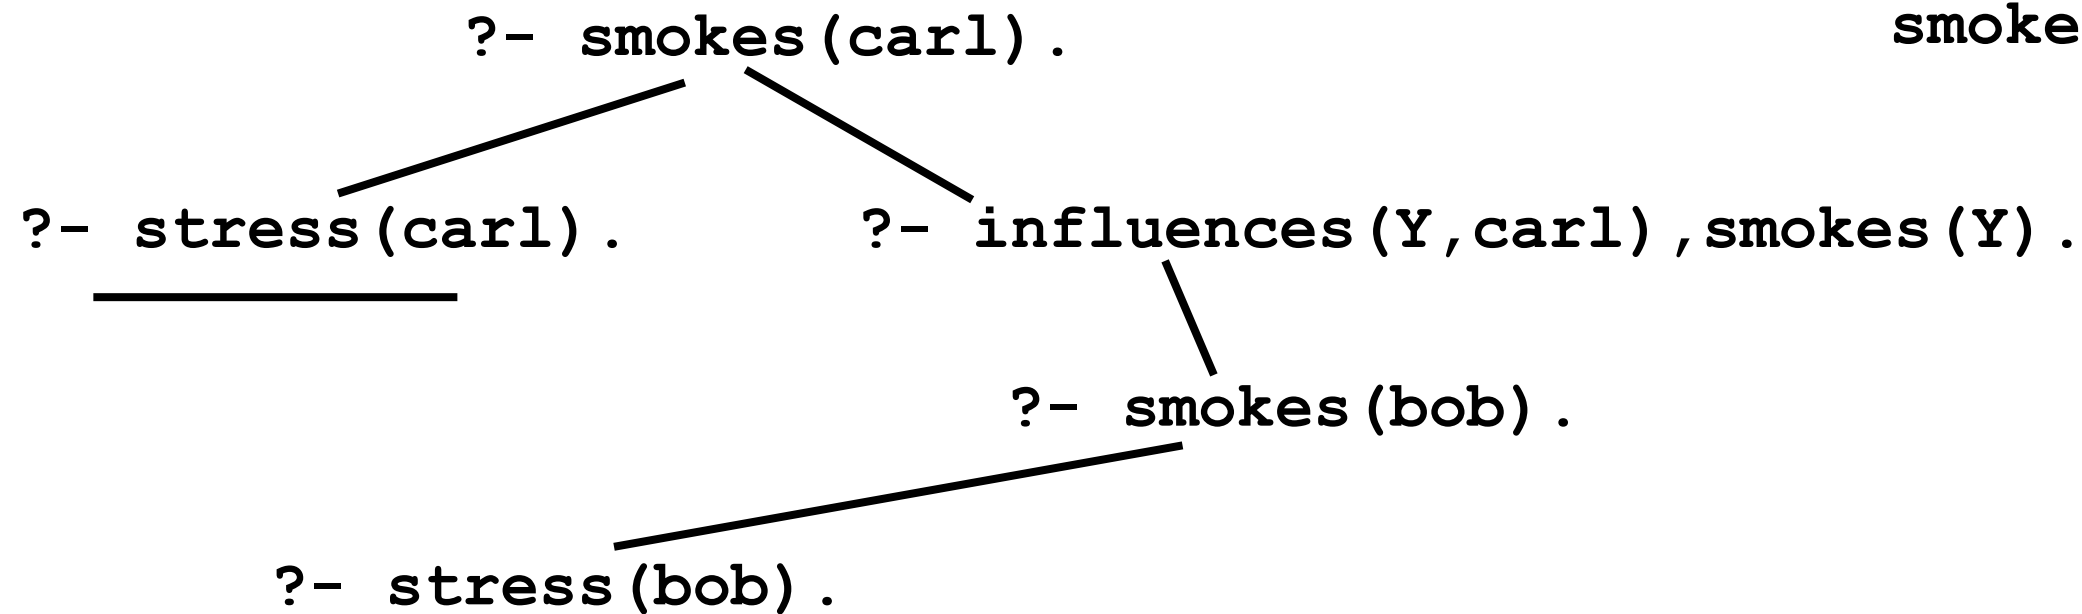 ?- smokes(carl).
smoke
?- stress(carl).
?- influences(Y,carl),smokes(Y).
?- smokes(bob).
?- stress(bob).